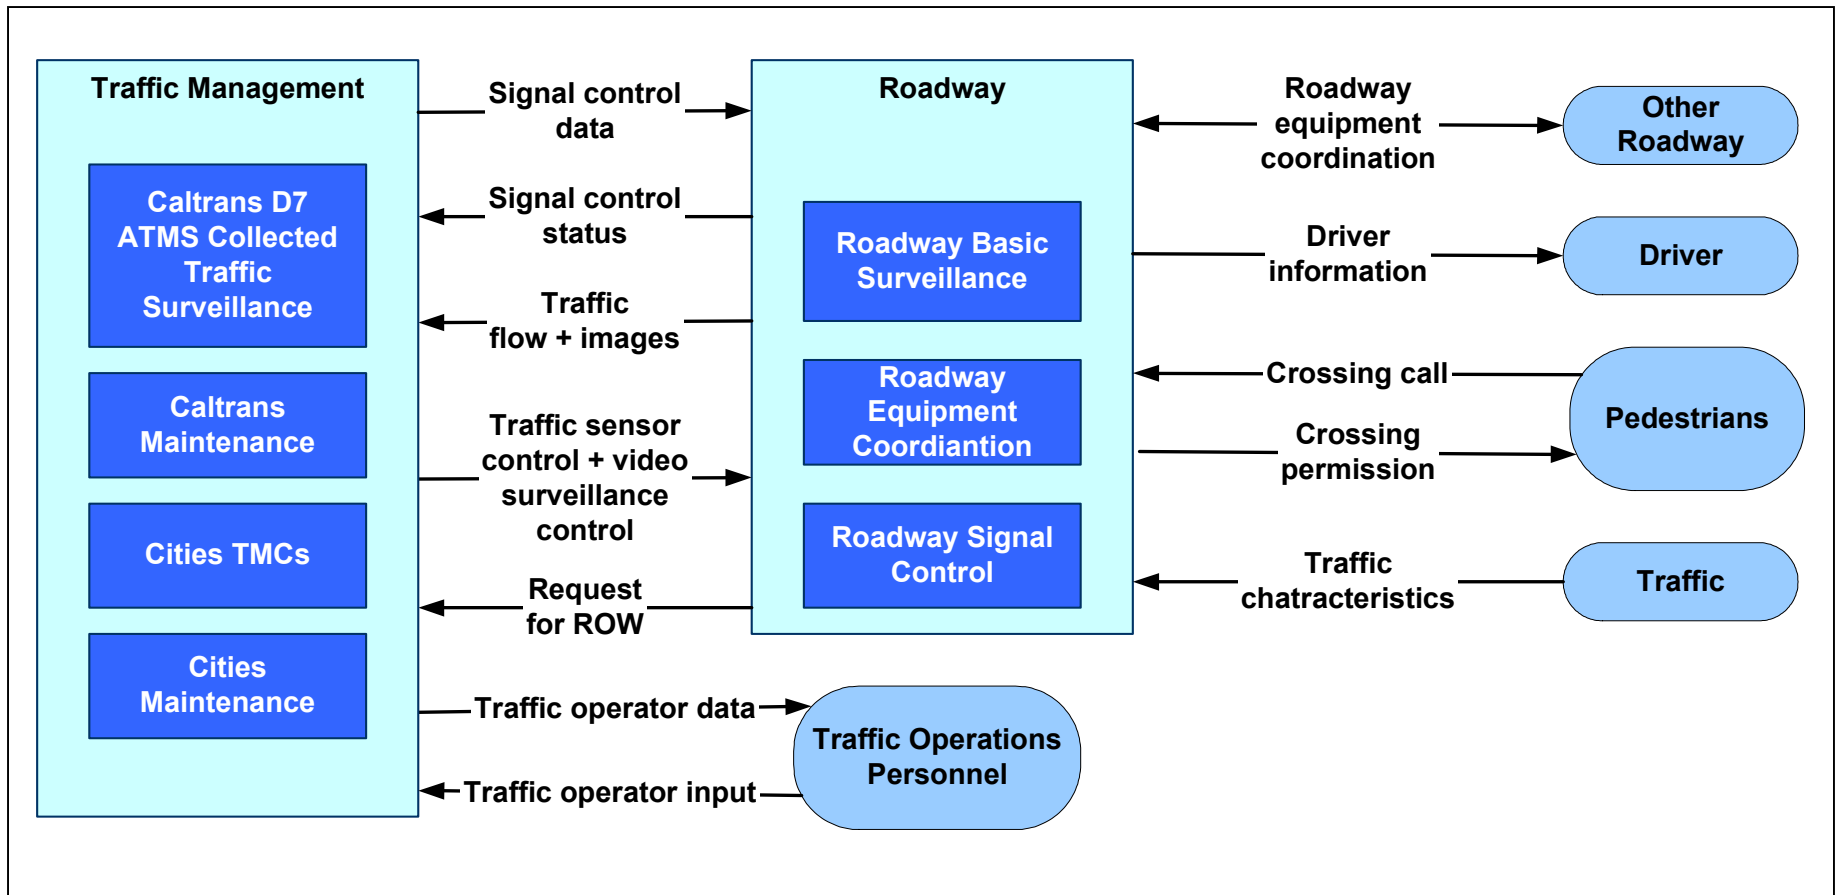 Traffic Management
Caltrans D7
ATMS Collected
Traffic
Surveillance
Caltrans
Maintenance
Cities TMCs
Cities
Maintenance
Signal control
data
Signal control
status
Traffic
flow + images
Traffic sensor
control + video
surveillance
control
Request
for ROW
Traffic operator data
Traffic operator input
Roadway
Roadway Basic
Surveillance
Roadway
Equipment
Coordiantion
Roadway Signal
Control
Traffic Operations
Personnel
Roadway
equipment
coordination
Driver
information
Crossing call
Crossing
permission
Traffic
chatracteristics
Other
Roadway
Driver
Pedestrians
Traffic